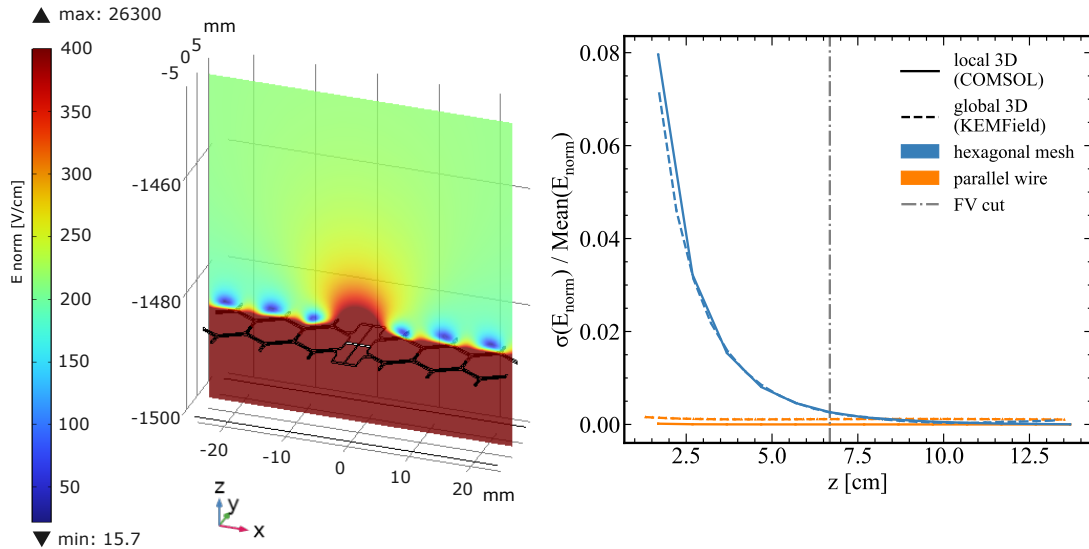 ▲ max: 26300
mm
E norm [V/cm]
400
350
300
250
200
150
100
50
▼ min: 15.7
-5
0
5
-1460
-1480
-1500
-20
-10
0
10
20
mm
z
y
x
σ(E_norm) / Mean(E_norm)
0.08
0.06
0.04
0.02
0.00
2.5
5.0
7.5
10.0
12.5
z [cm]
local 3D
(COMSOL)
global 3D
(KEMField)
hexagonal mesh
parallel wire
FV cut